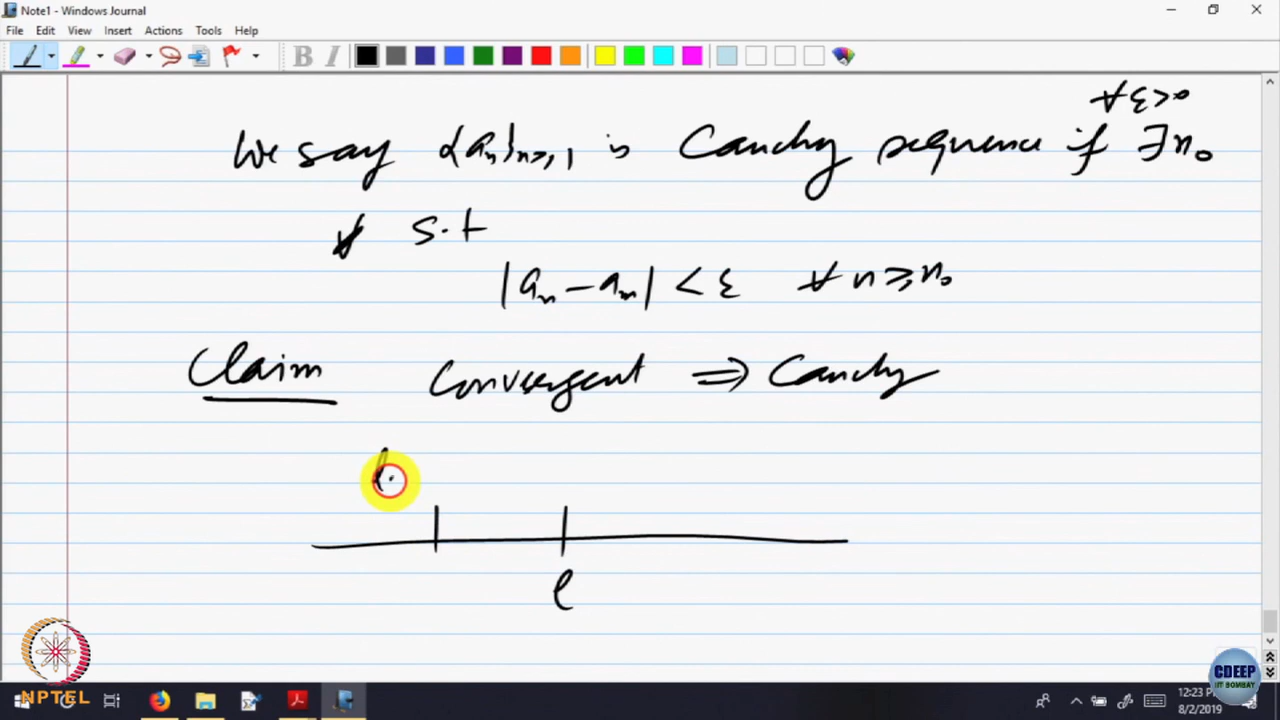 Note1 - Windows Journal
File Edit View Insert Actions Tools Help
B I
∀ ε>0
We say {aₙ}ₙ≥₁ is Cauchy sequence if ∃ n₀
s.t
|aₙ - aₘ| < ε ∀ n ≥ n₀
Claim Convergent ⇒ Cauchy
l
NPTEL
CDEEP
IIT BOMBAY
12:23 P
8/2/2019